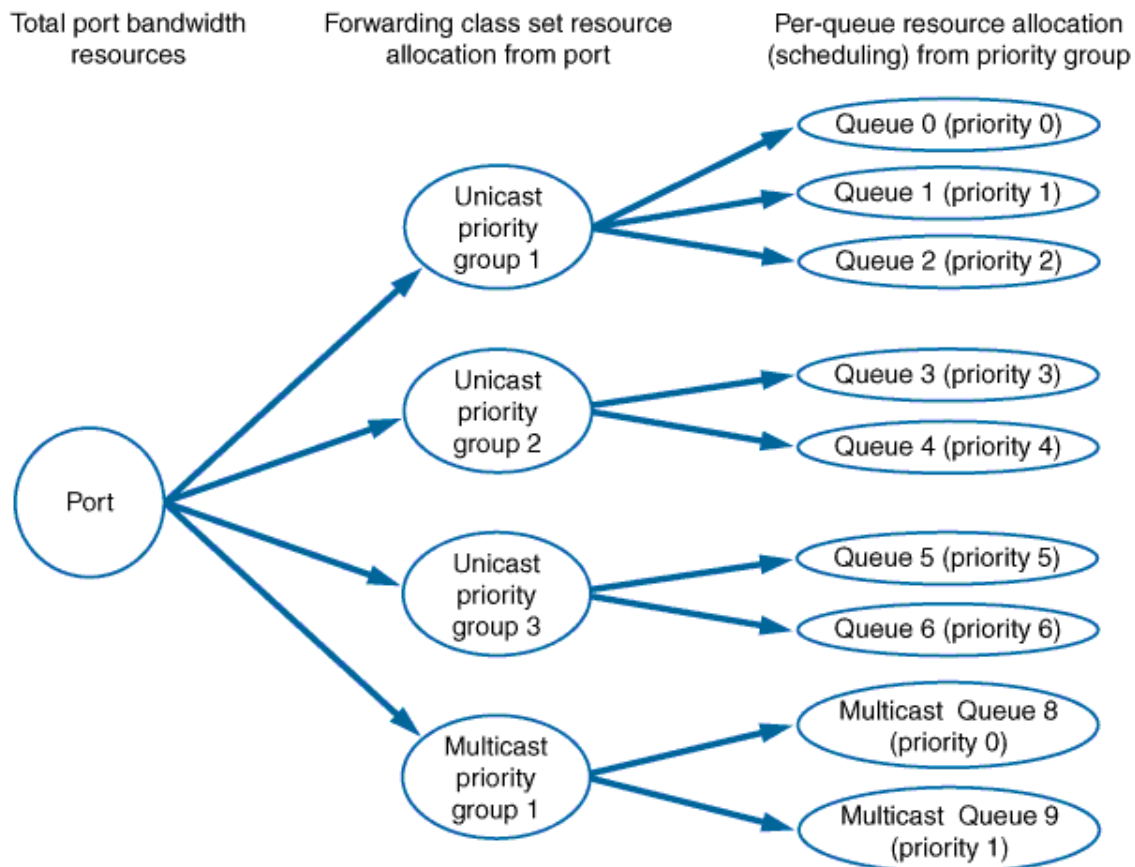 Total port bandwidth
resources
Forwarding class set resource
allocation from port
Per-queue resource allocation
(scheduling) from priority group
Port
Unicast
priority
group 1
Queue 0 (priority 0)
Queue 1 (priority 1)
Queue 2 (priority 2)
Unicast
priority
group 2
Queue 3 (priority 3)
Queue 4 (priority 4)
Unicast
priority
group 3
Queue 5 (priority 5)
Queue 6 (priority 6)
Multicast
priority
group 1
Multicast Queue 8
(priority 0)
Multicast Queue 9
(priority 1)